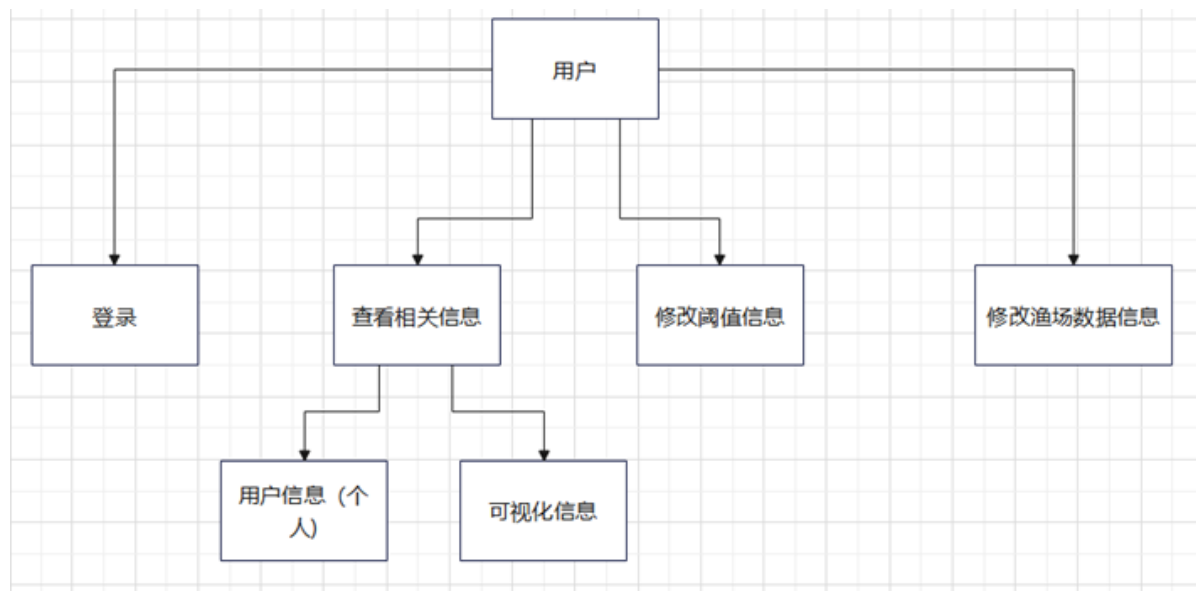 用户
登录
查看相关信息
修改阈值信息
修改渔场数据信息
用户信息（个
人）
可视化信息